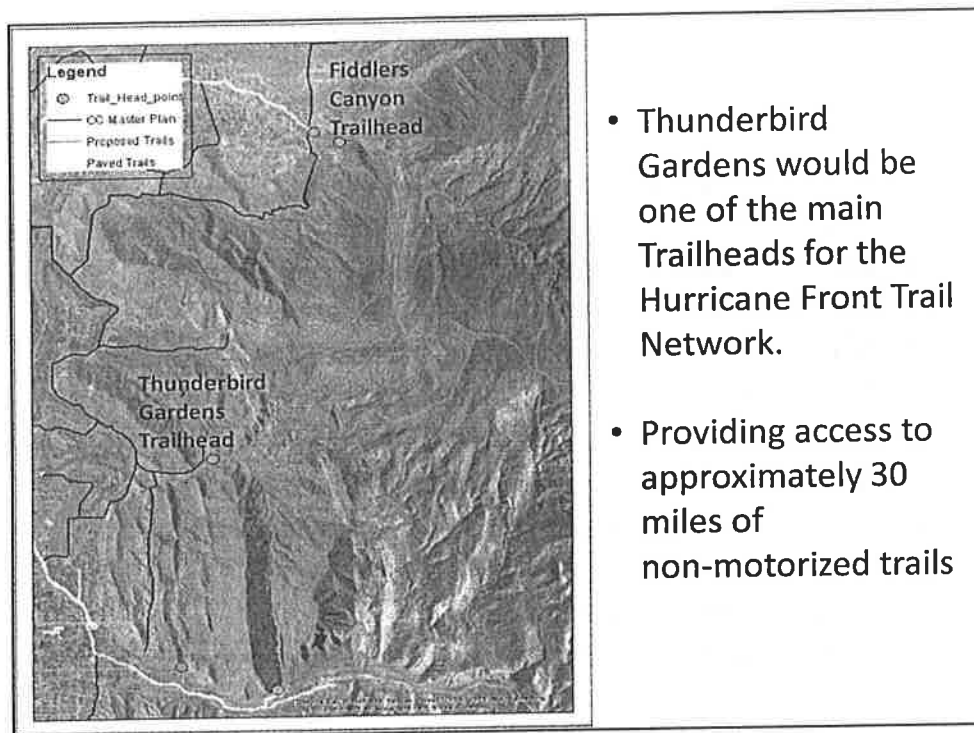 Legend
Trail_Head_point
CC Master Plan
Proposed Trails
Paved Trails
Fiddlers
Canyon
Trailhead
Thunderbird
Gardens
Trailhead
• Thunderbird
Gardens would be
one of the main
Trailheads for the
Hurricane Front Trail
Network.
• Providing access to
approximately 30
miles of
non-motorized trails